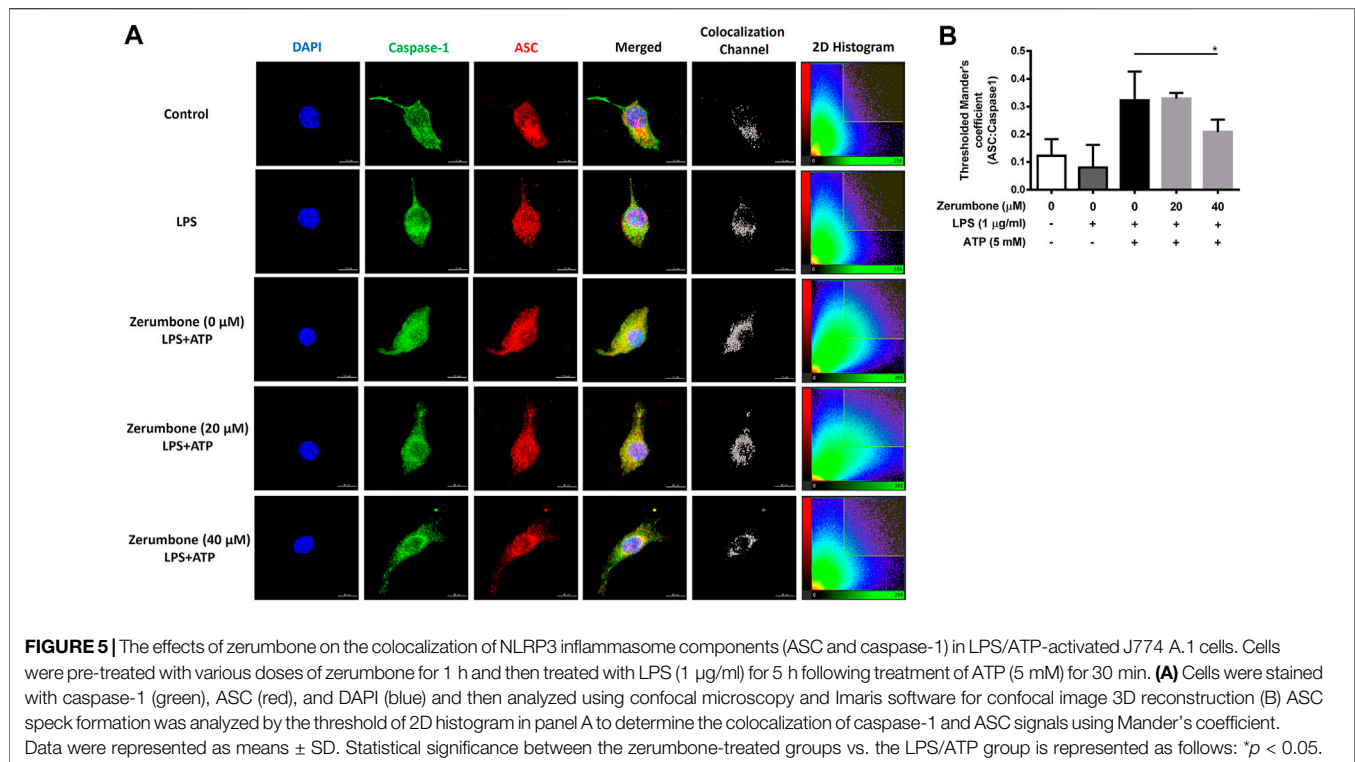 A
DAPI Caspase-1 ASC Merged Colocalization Channel 2D Histogram
Control
LPS
Zerumbone (0 µM)
LPS+ATP
Zerumbone (20 µM)
LPS+ATP
Zerumbone (40 µM)
LPS+ATP
B
Thresholded Mander's
coefficient
(ASC:Caspase1)
0.5
0.4
0.3
0.2
0.1
0.0
*
Zerumbone (µM) 0 0 0 20 40
LPS (1 µg/ml) - + + + +
ATP (5 mM) - - + + +
FIGURE 5 | The effects of zerumbone on the colocalization of NLRP3 inflammasome components (ASC and caspase-1) in LPS/ATP-activated J774 A.1 cells. Cells
were pre-treated with various doses of zerumbone for 1 h and then treated with LPS (1 µg/ml) for 5 h following treatment of ATP (5 mM) for 30 min. (A) Cells were stained
with caspase-1 (green), ASC (red), and DAPI (blue) and then analyzed using confocal microscopy and Imaris software for confocal image 3D reconstruction (B) ASC
speck formation was analyzed by the threshold of 2D histogram in panel A to determine the colocalization of caspase-1 and ASC signals using Mander's coefficient.
Data were represented as means ± SD. Statistical significance between the zerumbone-treated groups vs. the LPS/ATP group is represented as follows: *p < 0.05.